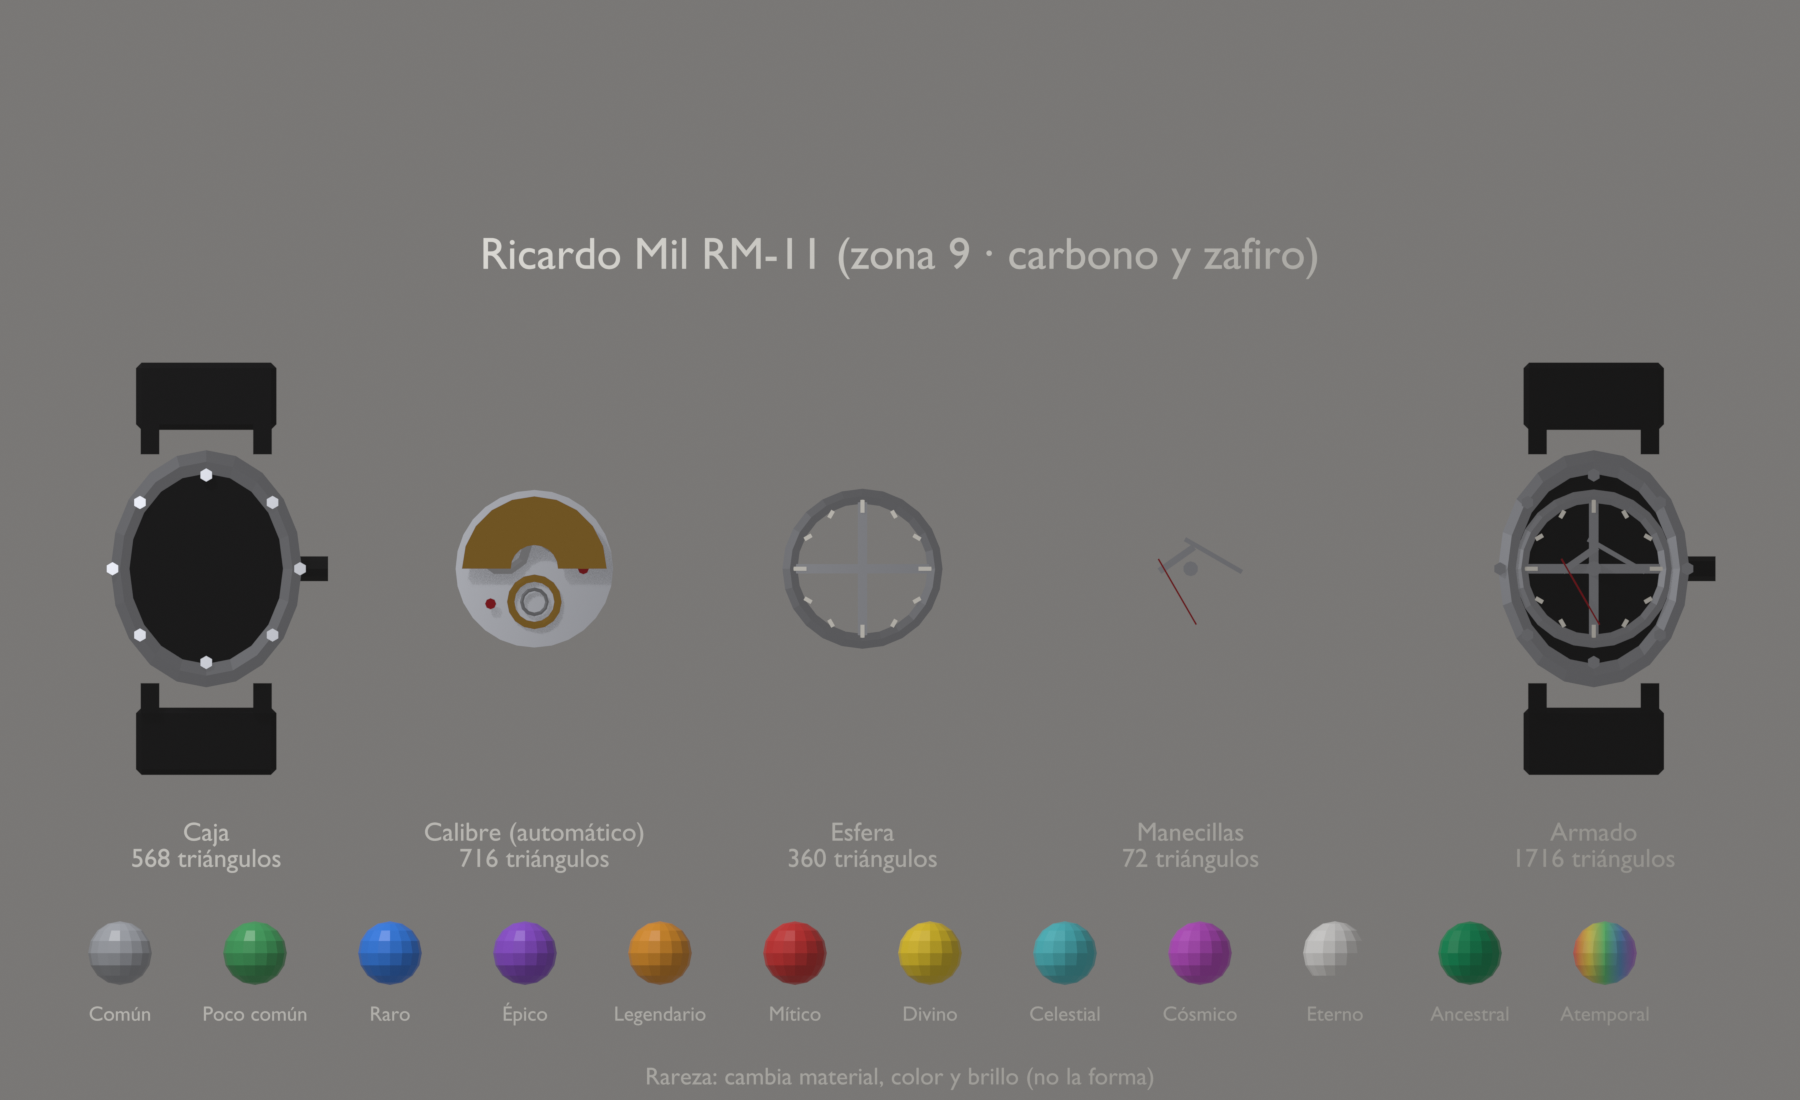 Ricardo Mil RM-11 (zona 9 · carbono y zafiro)
Caja
568 triángulos
Calibre (automático)
716 triángulos
Esfera
360 triángulos
Manecillas
72 triángulos
Armado
1716 triángulos
Común
Poco común
Raro
Épico
Legendario
Mítico
Divino
Celestial
Cósmico
Eterno
Ancestral
Atemporal
Rareza: cambia material, color y brillo (no la forma)